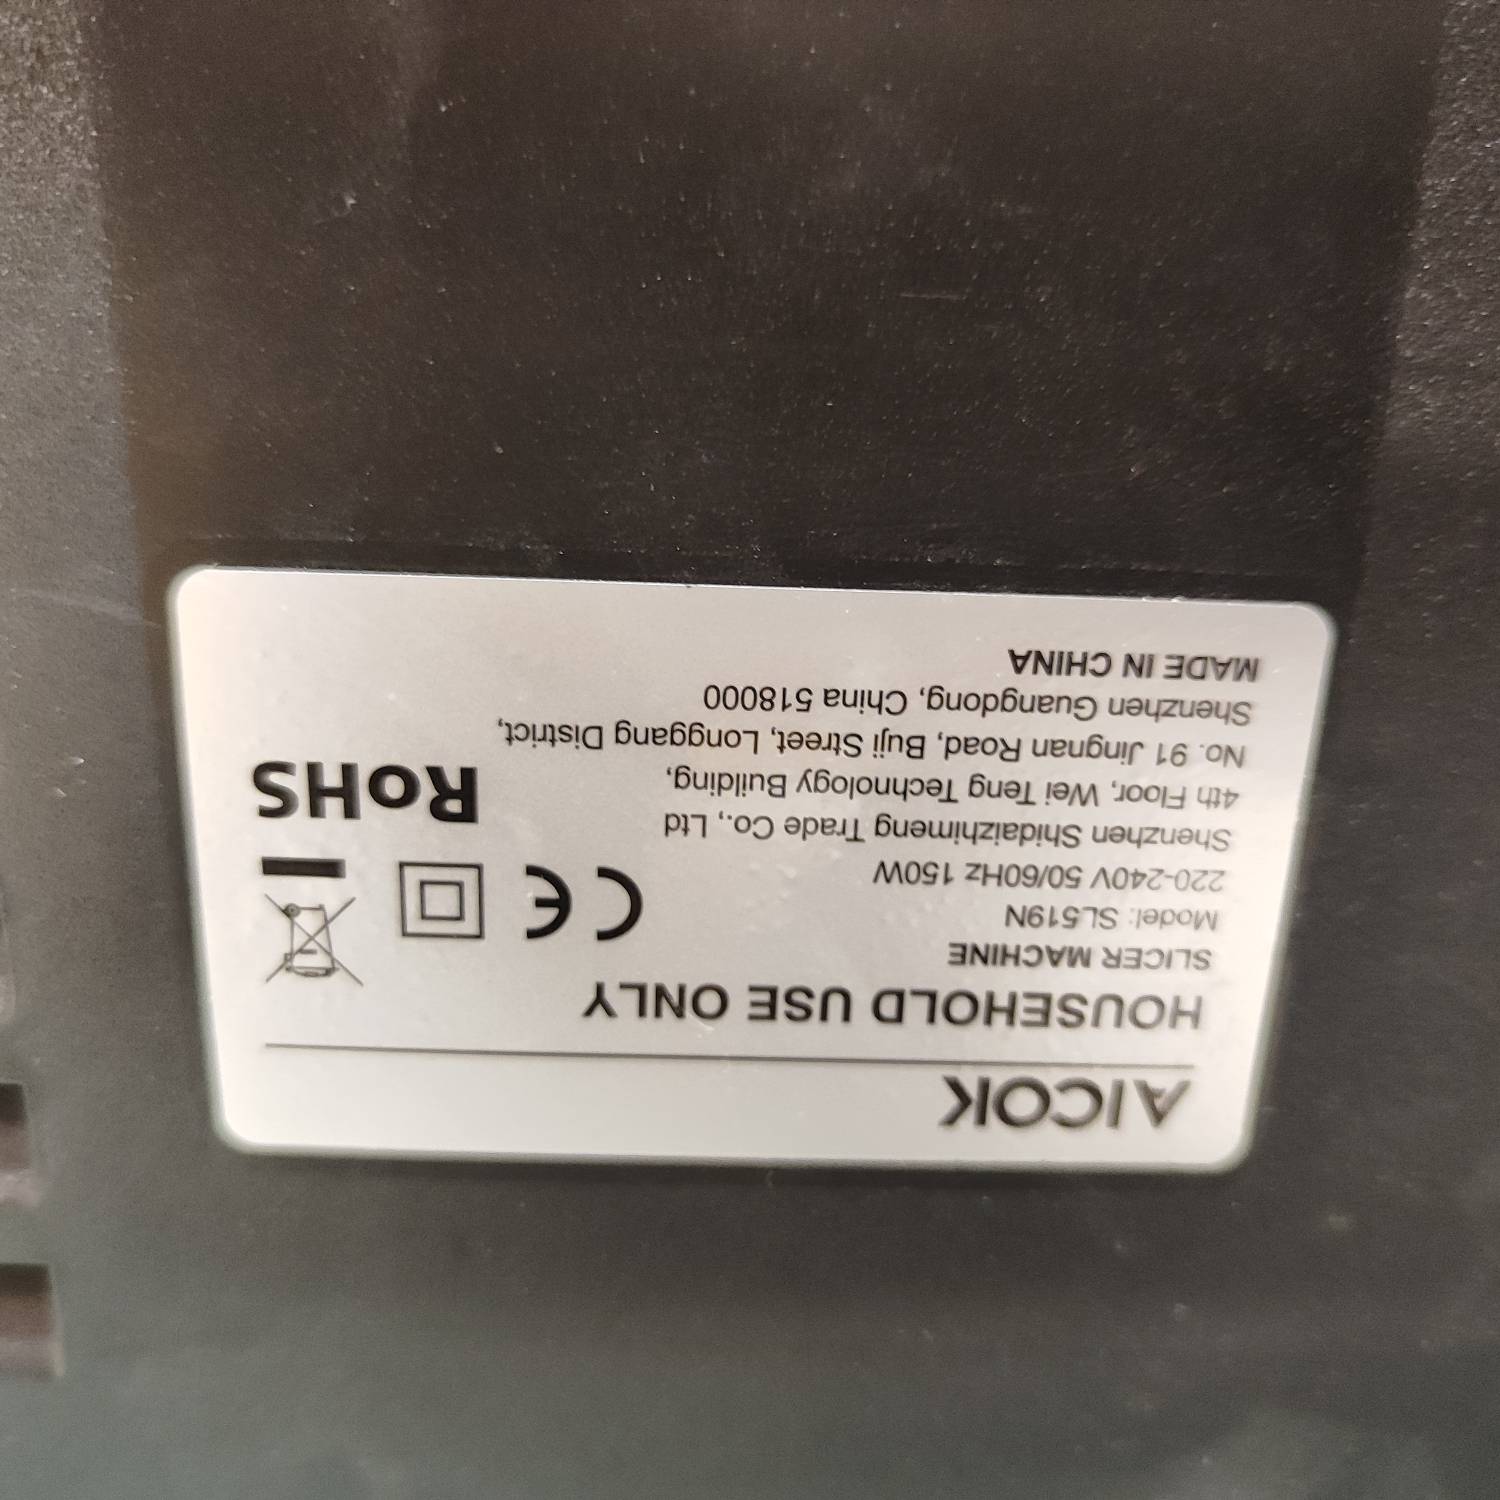 AICOK
HOUSEHOLD USE ONLY
SLICER MACHINE
Model: SL519N
220-240V 50/60Hz 150W
Shenzhen Shidaizhimeng Trade Co., Ltd
4th Floor, Wei Teng Technology Building,
No. 91 Jingnan Road, Buji Street, Longgang District,
Shenzhen Guangdong, China 518000
MADE IN CHINA
CE
RoHS